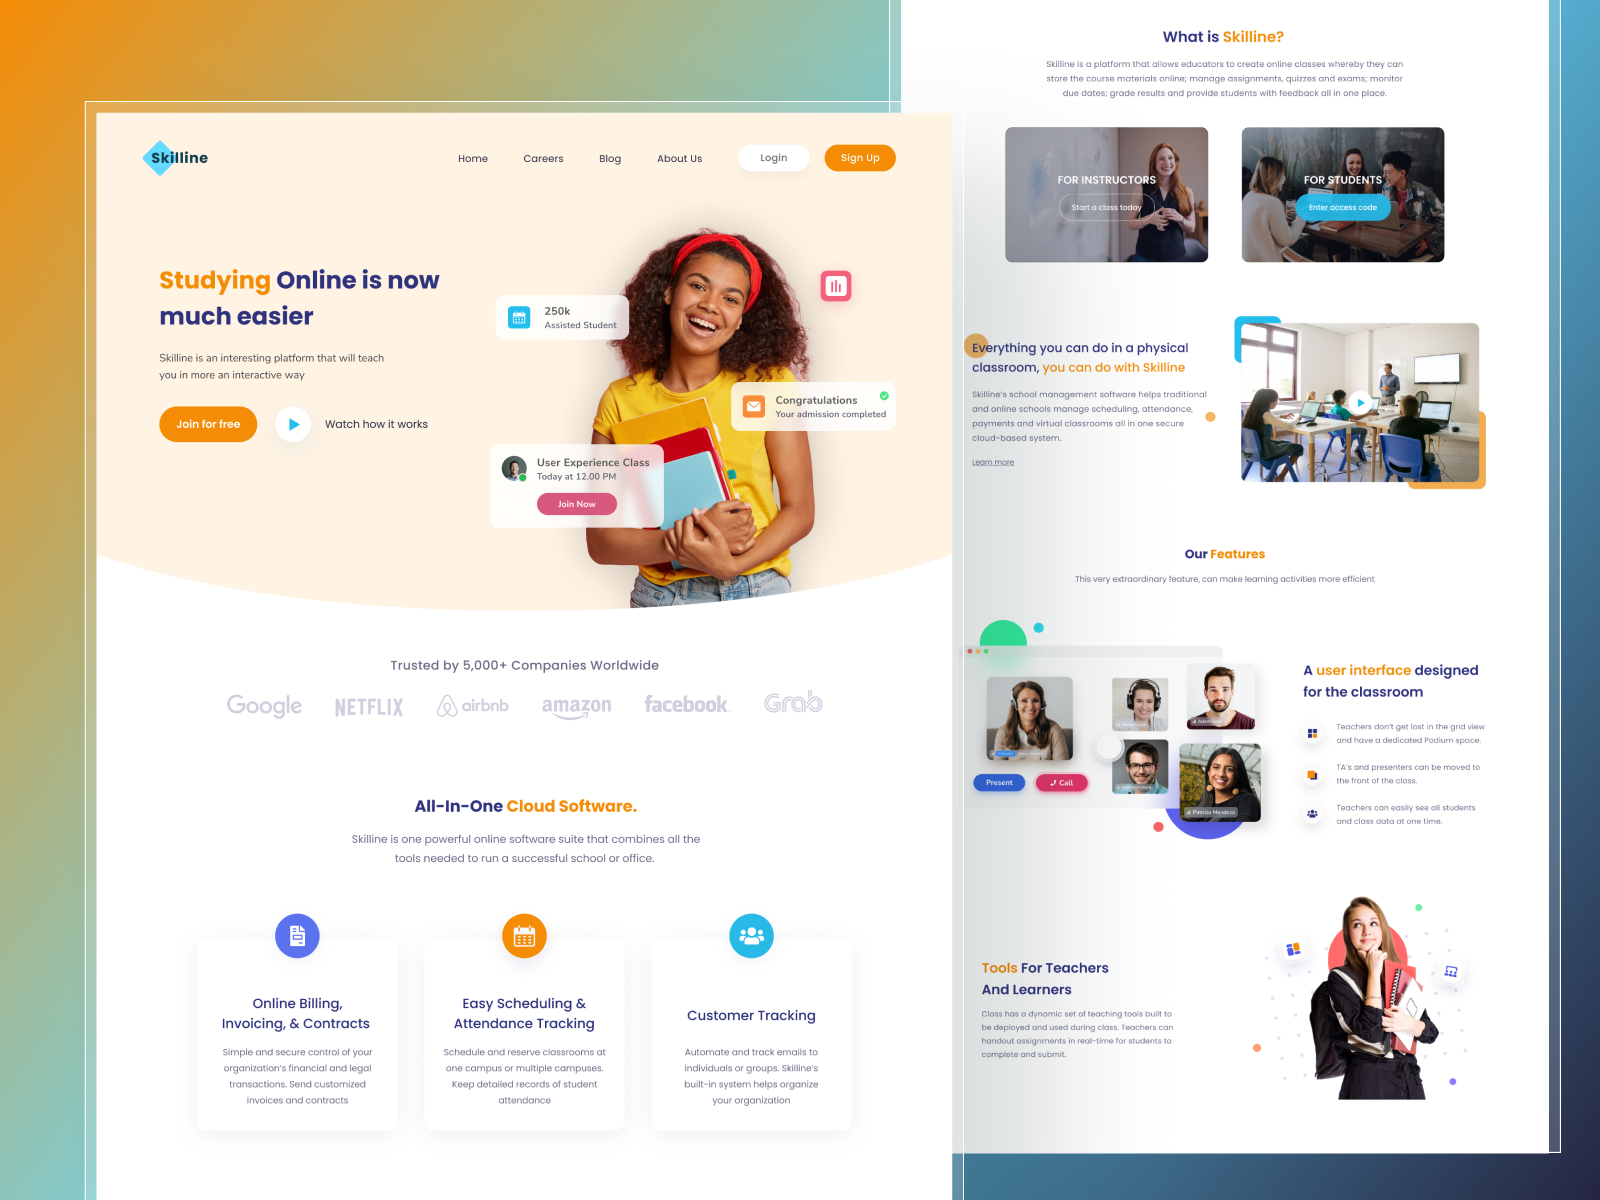 Skilline
Home
Careers
Blog
About Us
Login
Sign Up
Studying Online is now
much easier
Skilline is an interesting platform that will teach
you in more an interactive way
Join for free
Watch how it works
250k
Assisted Student
Congratulations
Your admission completed
User Experience Class
Today at 12.00 PM
Join Now
Trusted by 5,000+ Companies Worldwide
Google
NETFLIX
airbnb
amazon
facebook
Grab
All-In-One Cloud Software.
Skilline is one powerful online software suite that combines all the
tools needed to run a successful school or office.
Online Billing,
Invoicing, & Contracts
Simple and secure control of your
organization's financial and legal
transactions. Send customized
invoices and contracts
Easy Scheduling &
Attendance Tracking
Schedule and reserve classrooms at
one campus or multiple campuses.
Keep detailed records of student
attendance
Customer Tracking
Automate and track emails to
individuals or groups. Skilline's
built-in system helps organize
your organization
What is Skilline?
Skilline is a platform that allows educators to create online classes whereby they can
store the course materials online; manage assignments, quizzes and exams; monitor
due dates; grade results and provide students with feedback all in one place.
FOR INSTRUCTORS
Start a class today
FOR STUDENTS
Enter access code
Everything you can do in a physical
classroom, you can do with Skilline
Skilline's school management software helps traditional
and online schools manage scheduling, attendance,
payments and virtual classrooms all in one secure
cloud-based system.
Learn more
Our Features
This very extraordinary feature, can make learning activities more efficient
Present
Call
Patricia Mendoza
A user interface designed
for the classroom
Teachers don't get lost in the grid view
and have a dedicated Podium space.
TA's and presenters can be moved to
the front of the class.
Teachers can easily see all students
and class data at one time.
Tools For Teachers
And Learners
Class has a dynamic set of teaching tools built to
be deployed and used during class. Teachers can
handout assignments in real-time for students to
complete and submit.